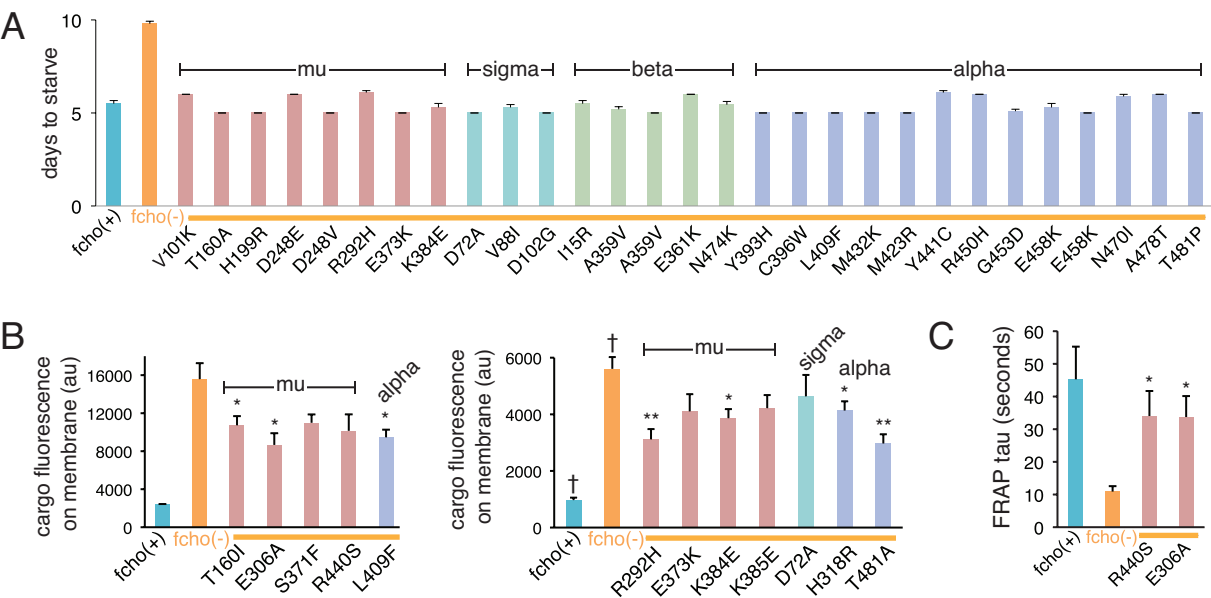 A
days to starve
10
5
0
mu
sigma
beta
alpha
fcho(+)
fcho(-)
V101K
T160A
H199R
D248E
D248V
R292H
E373K
K384E
D72A
V88I
D102G
I15R
A359V
A359V
E361K
N474K
Y393H
C396W
L409F
M432K
M423R
Y441C
R450H
G453D
E458K
E458K
N470I
A478T
T481P
B
cargo fluorescence
on membrane (au)
16000
12000
8000
4000
0
mu
alpha
*
*
*
fcho(+)
fcho(-)
T160I
E306A
S371F
R440S
L409F
cargo fluorescence
on membrane (au)
6000
4000
2000
0
†
†
mu
sigma
alpha
**
*
*
**
fcho(+)
fcho(-)
R292H
E373K
K384E
K385E
D72A
H318R
T481A
C
FRAP tau (seconds)
60
50
40
30
20
10
0
*
*
fcho(+)
fcho(-)
R440S
E306A